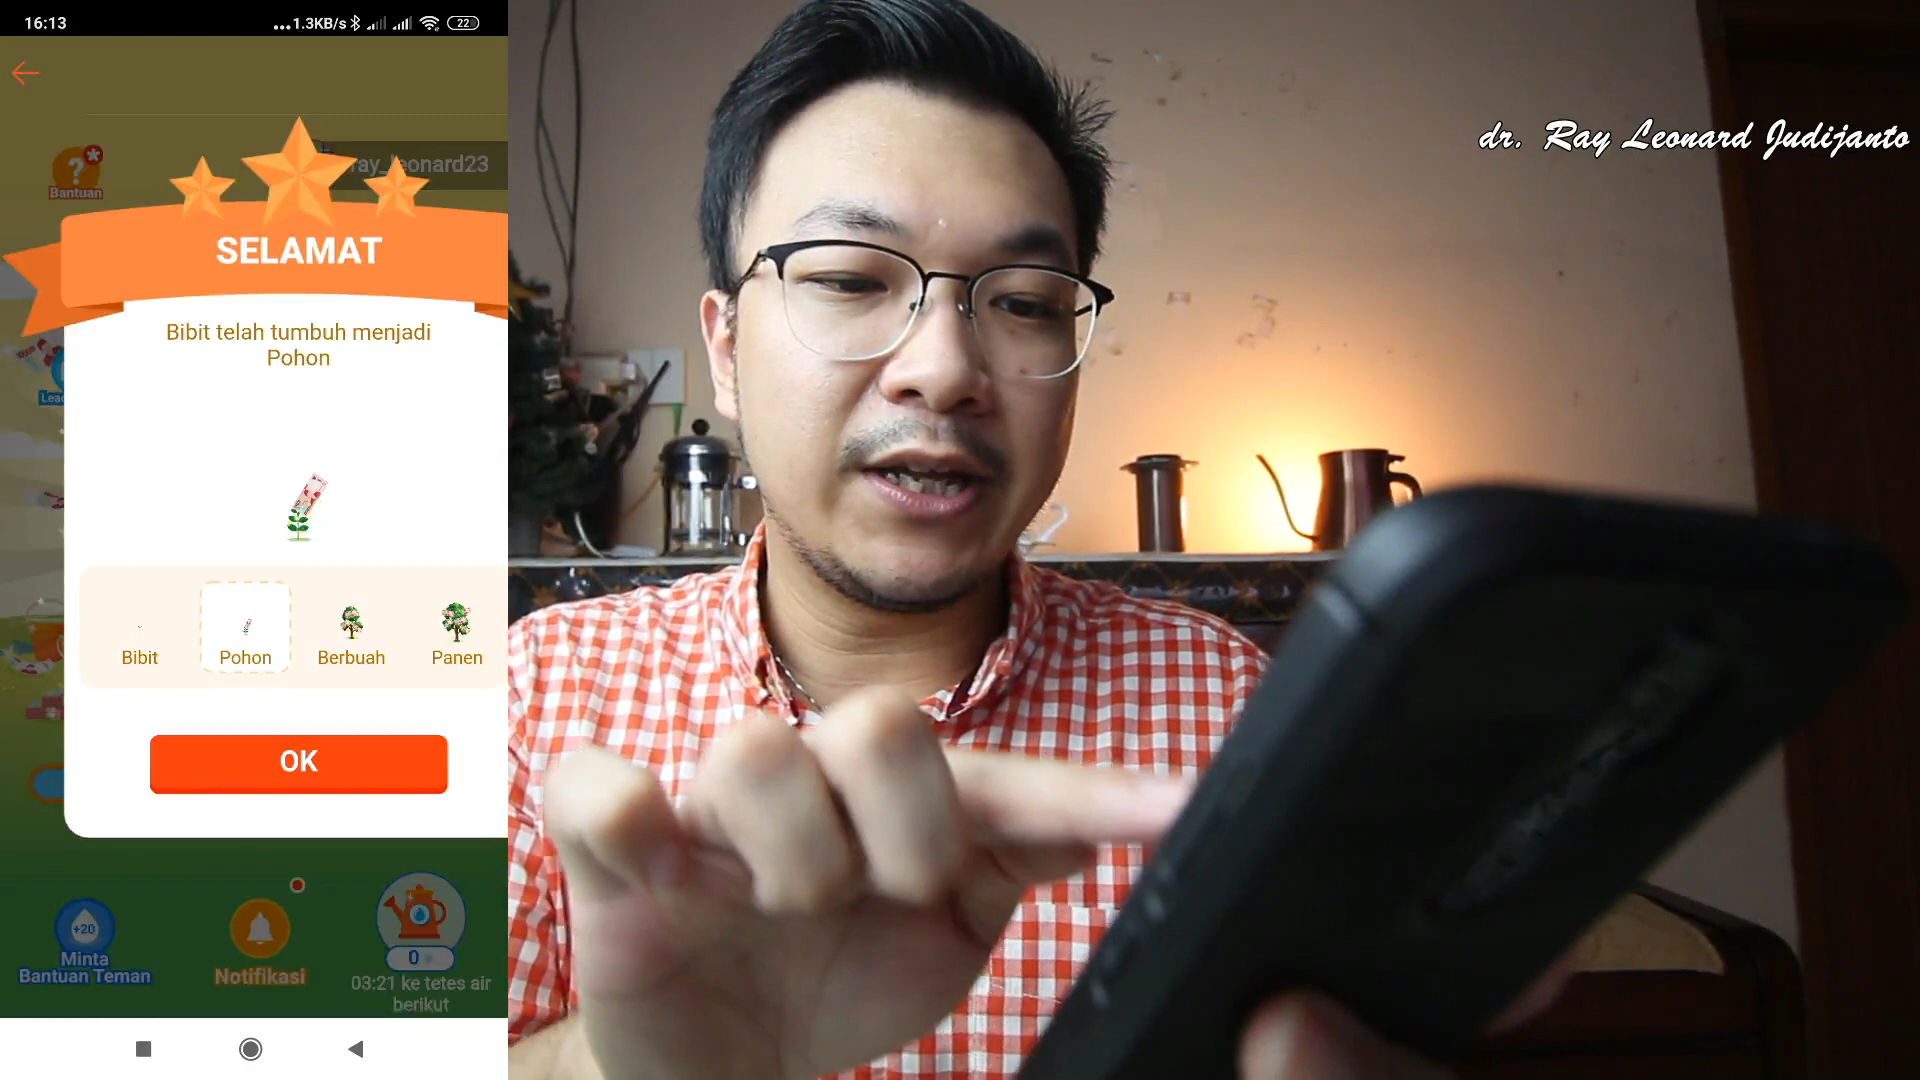 16:13
...1.3KB/s
22
Bantuan
ray_leonard23
SELAMAT
Bibit telah tumbuh menjadi
Pohon
Bibit
Pohon
Berbuah
Panen
OK
+20
Minta
Bantuan Teman
Notifikasi
0
03:21 ke tetes air
berikut
dr. Ray Leonard Judijanto